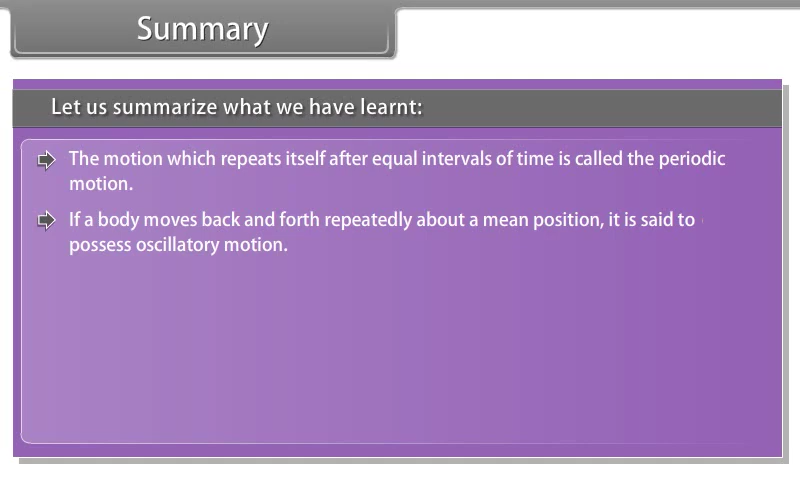 Summary
Let us summarize what we have learnt:
The motion which repeats itself after equal intervals of time is called the periodic
motion.
If a body moves back and forth repeatedly about a mean position, it is said to
possess oscillatory motion.